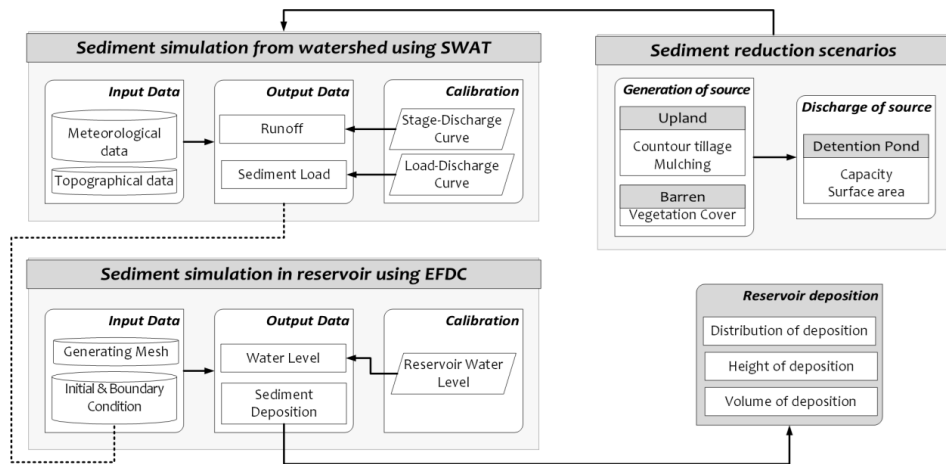 Sediment simulation from watershed using SWAT
Input Data
Meteorological
data
Topographical data
Output Data
Runoff
Sediment Load
Calibration
Stage-Discharge
Curve
Load-Discharge
Curve
Sediment reduction scenarios
Generation of source
Upland
Countour tillage
Mulching
Barren
Vegetation Cover
Discharge of source
Detention Pond
Capacity
Surface area
Sediment simulation in reservoir using EFDC
Input Data
Generating Mesh
Initial & Boundary
Condition
Output Data
Water Level
Sediment
Deposition
Calibration
Reservoir Water
Level
Reservoir deposition
Distribution of deposition
Height of deposition
Volume of deposition